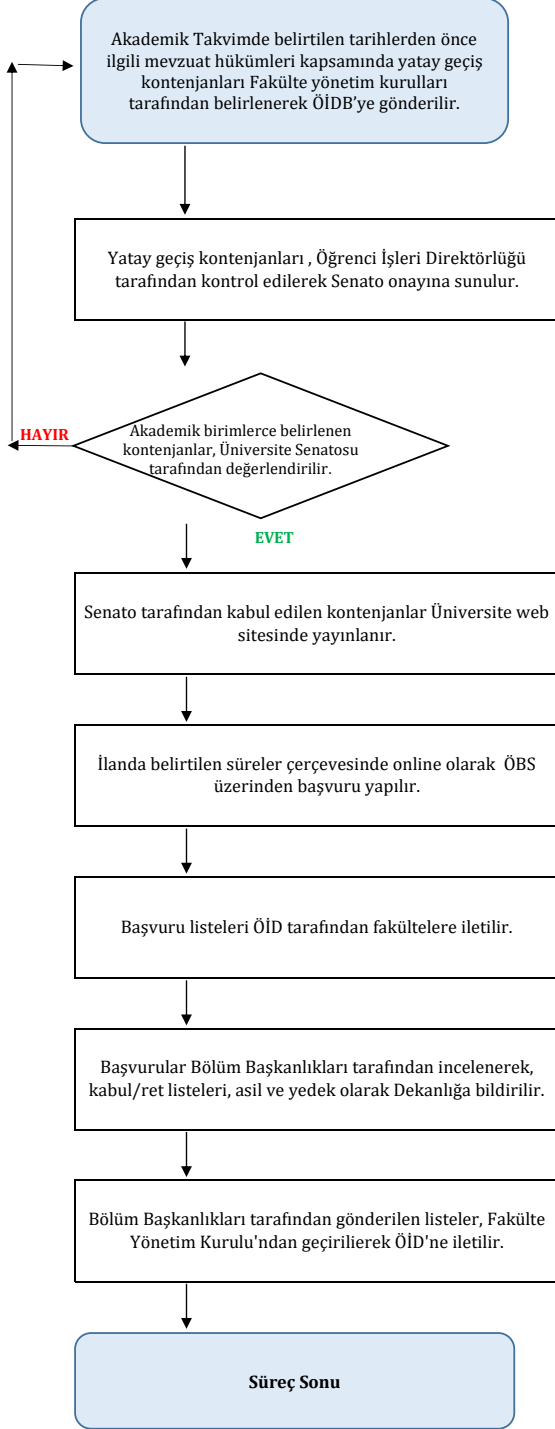 Akademik Takvimde belirtilen tarihlerden önce
ilgili mevzuat hükümleri kapsamında yatay geçiş
kontenjanları Fakülte yönetim kurulları
tarafından belirlenerek ÖİDB’ye gönderilir.
Yatay geçiş kontenjanları , Öğrenci İşleri Direktörlüğü
tarafından kontrol edilerek Senato onayına sunulur.
HAYIR
Akademik birimlerce belirlenen
kontenjanlar, Üniversite Senatosu
tarafından değerlendirilir.
EVET
Senato tarafından kabul edilen kontenjanlar Üniversite web
sitesinde yayınlanır.
İlanda belirtilen süreler çerçevesinde online olarak  ÖBS
üzerinden başvuru yapılır.
Başvuru listeleri ÖİD tarafından fakültelere iletilir.
Başvurular Bölüm Başkanlıkları tarafından incelenerek,
kabul/ret listeleri, asil ve yedek olarak Dekanlığa bildirilir.
Bölüm Başkanlıkları tarafından gönderilen listeler, Fakülte
Yönetim Kurulu'ndan geçirilierek ÖİD'ne iletilir.
Süreç Sonu